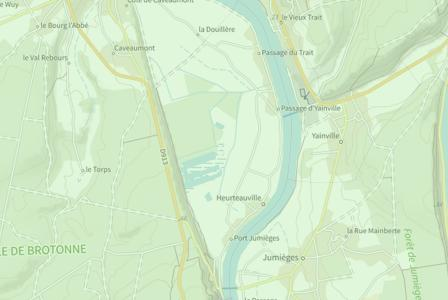 Côte de Caveaumont
le Vieux Trait
le Bourg l'Abbé
la Douillère
Caveaumont
Passage du Trait
le Val Rebours
Passage d'Yainville
Yainville
D913
le Torps
Heurteauville
la Rue Mainberte
Port Jumièges
LE DE BROTONNE
Jumièges
Forêt de Jumièges